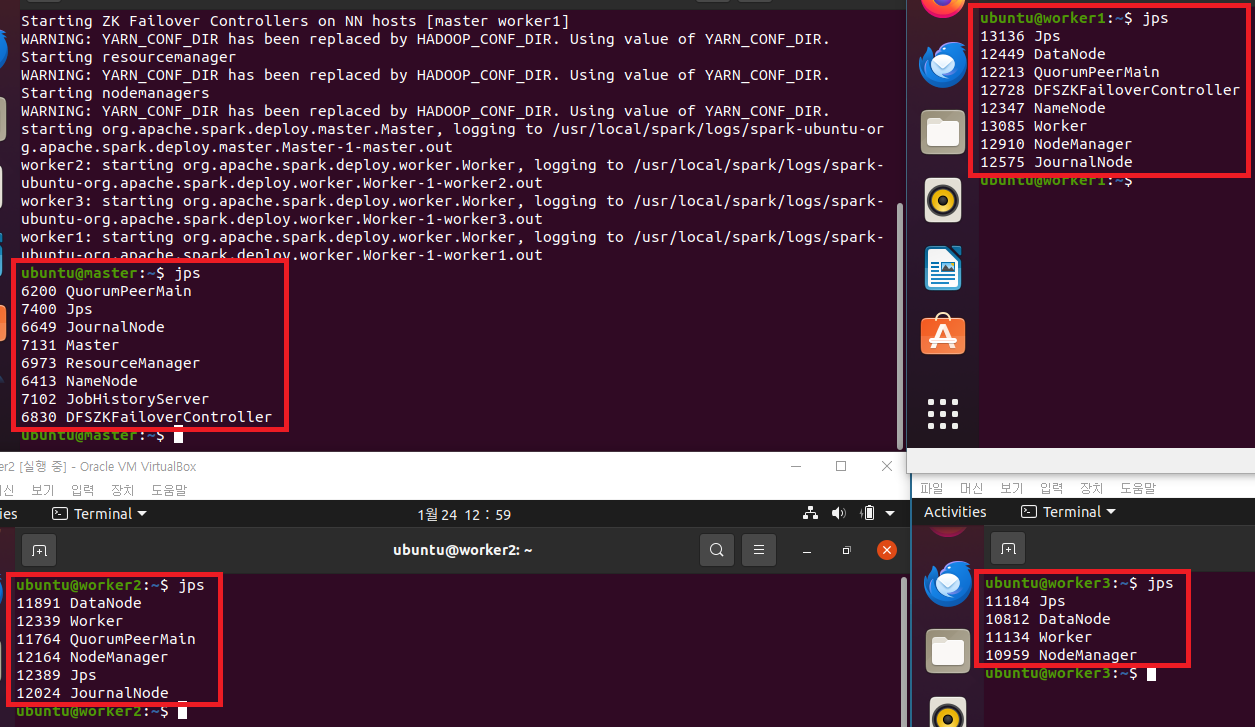 Starting ZK Failover Controllers on NN hosts [master worker1]
WARNING: YARN_CONF_DIR has been replaced by HADOOP_CONF_DIR. Using value of YARN_CONF_DIR.
Starting resourcemanager
WARNING: YARN_CONF_DIR has been replaced by HADOOP_CONF_DIR. Using value of YARN_CONF_DIR.
Starting nodemanagers
WARNING: YARN_CONF_DIR has been replaced by HADOOP_CONF_DIR. Using value of YARN_CONF_DIR.
starting org.apache.spark.deploy.master.Master, logging to /usr/local/spark/logs/spark-ubuntu-or
g.apache.spark.deploy.master.Master-1-master.out
worker2: starting org.apache.spark.deploy.worker.Worker, logging to /usr/local/spark/logs/spark-
ubuntu-org.apache.spark.deploy.worker.Worker-1-worker2.out
worker3: starting org.apache.spark.deploy.worker.Worker, logging to /usr/local/spark/logs/spark-
ubuntu-org.apache.spark.deploy.worker.Worker-1-worker3.out
worker1: starting org.apache.spark.deploy.worker.Worker, logging to /usr/local/spark/logs/spark-
ubuntu-org.apache.spark.deploy.worker.Worker-1-worker1.out
ubuntu@master:~$ jps
6200 QuorumPeerMain
7400 Jps
6649 JournalNode
7131 Master
6973 ResourceManager
6413 NameNode
7102 JobHistoryServer
6830 DFSZKFailoverController
ubuntu@master:~$
ubuntu@worker1:~$ jps
13136 Jps
12449 DataNode
12213 QuorumPeerMain
12728 DFSZKFailoverController
12347 NameNode
13085 Worker
12910 NodeManager
12575 JournalNode
ubuntu@worker1:~$
er2 [실행 중] - Oracle VM VirtualBox
머신 보기 입력 장치 도움말
ies Terminal 1월 24 12 : 59
ubuntu@worker2: ~
ubuntu@worker2:~$ jps
11891 DataNode
12339 Worker
11764 QuorumPeerMain
12164 NodeManager
12389 Jps
12024 JournalNode
ubuntu@worker2:~$
파일 머신 보기 입력 장치 도움말
Activities Terminal
ubuntu@worker3:~$ jps
11184 Jps
10812 DataNode
11134 Worker
10959 NodeManager
ubuntu@worker3:~$